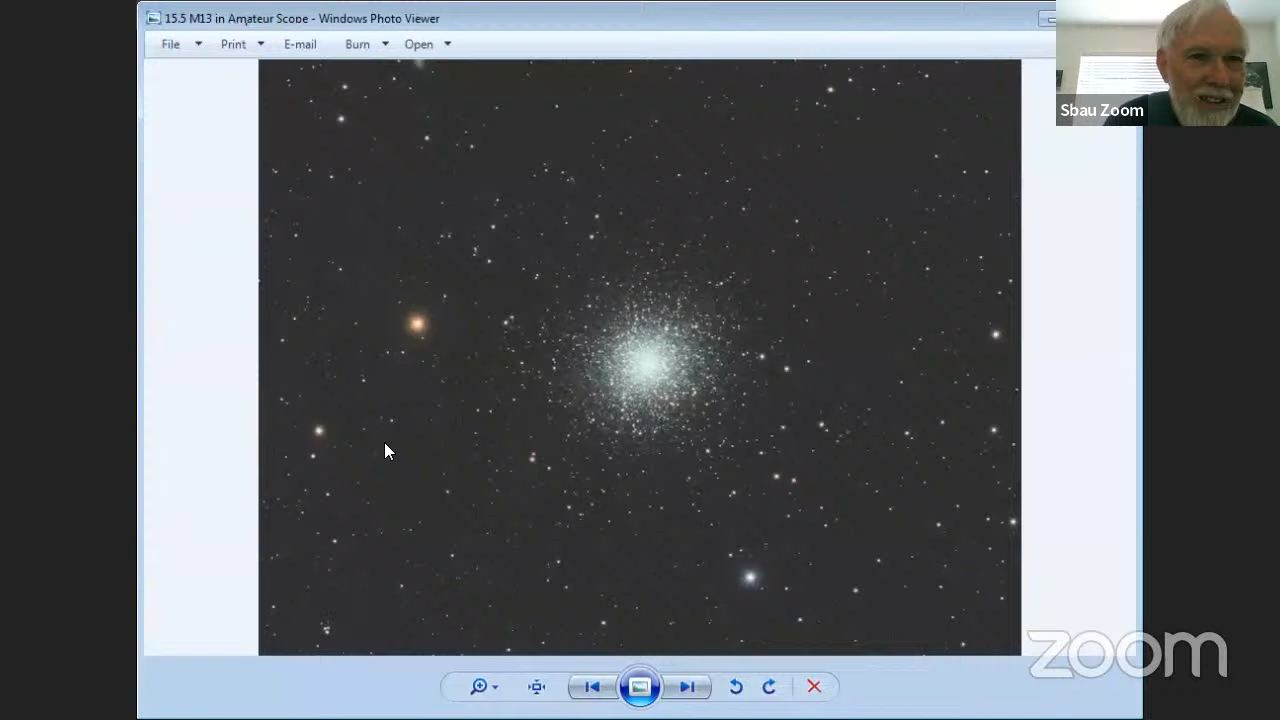 15.5 M13 in Amateur Scope - Windows Photo Viewer
File Print E-mail Burn Open
Sbau Zoom
zoom